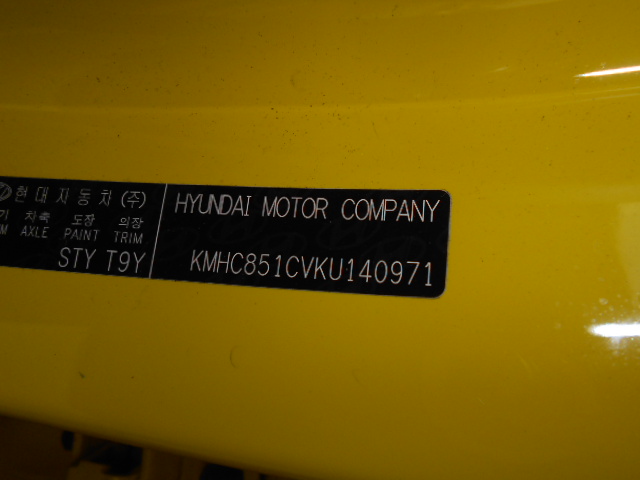 현대자동차(주)
HYUNDAI MOTOR COMPANY
차축 도장 의장
AXLE PAINT TRIM
STY T9Y
KMHC851CVKU140971